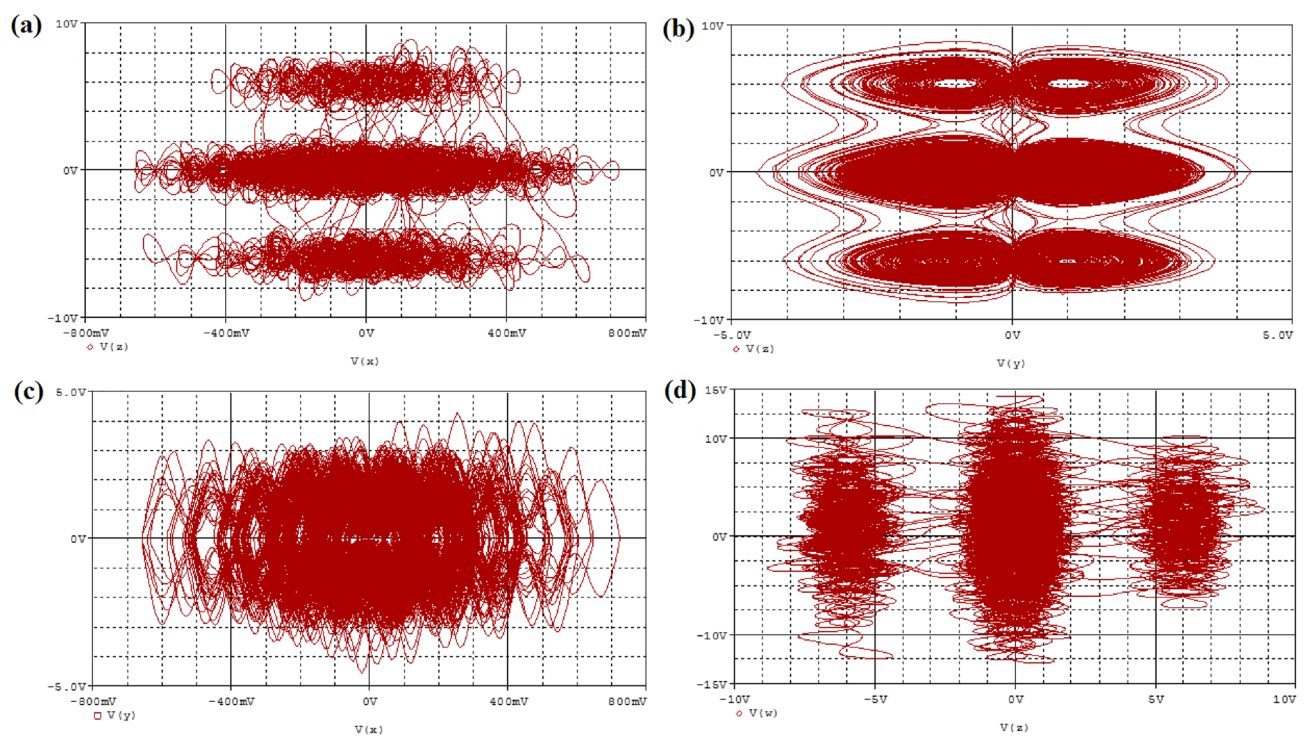 (a)
10V
0V
-10V
-800mV -400mV 0V 400mV 800mV
V(z)
V(x)
(b)
10V
0V
-10V
-5.0V 0V 5.0V
V(z)
V(y)
(c)
5.0V
0V
-5.0V
-800mV -400mV 0V 400mV 800mV
V(y)
V(x)
(d)
15V
10V
0V
-10V
-15V
-10V -5V 0V 5V 10V
V(w)
V(z)